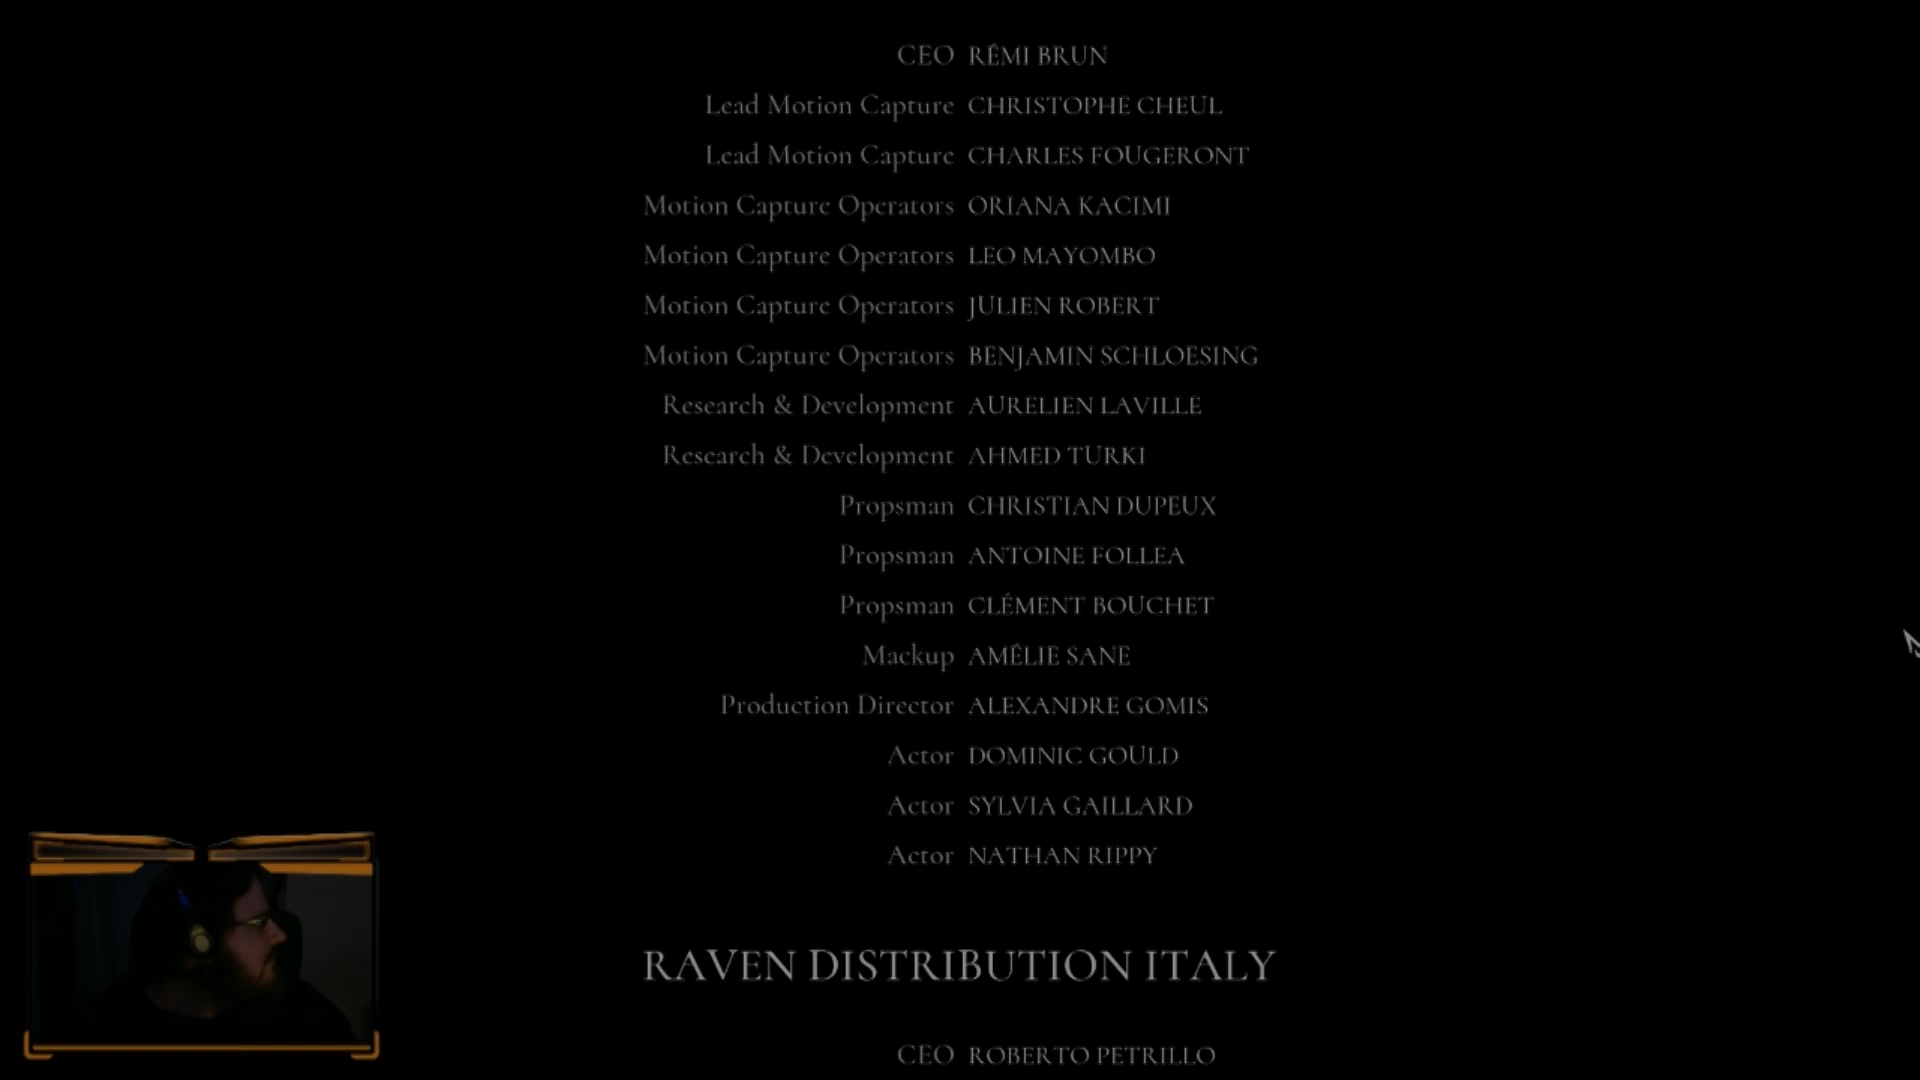 CEO RÉMI BRUN
Lead Motion Capture CHRISTOPHE CHEUL
Lead Motion Capture CHARLES FOUGERONT
Motion Capture Operators ORIANA KACIMI
Motion Capture Operators LEO MAYOMBO
Motion Capture Operators JULIEN ROBERT
Motion Capture Operators BENJAMIN SCHLOESING
Research & Development AURELIEN LAVILLE
Research & Development AHMED TURKI
Propsman CHRISTIAN DUPEUX
Propsman ANTOINE FOLLEA
Propsman CLÉMENT BOUCHET
Mackup AMÉLIE SANE
Production Director ALEXANDRE GOMIS
Actor DOMINIC GOULD
Actor SYLVIA GAILLARD
Actor NATHAN RIPPY
RAVEN DISTRIBUTION ITALY
CEO ROBERTO PETRILLO